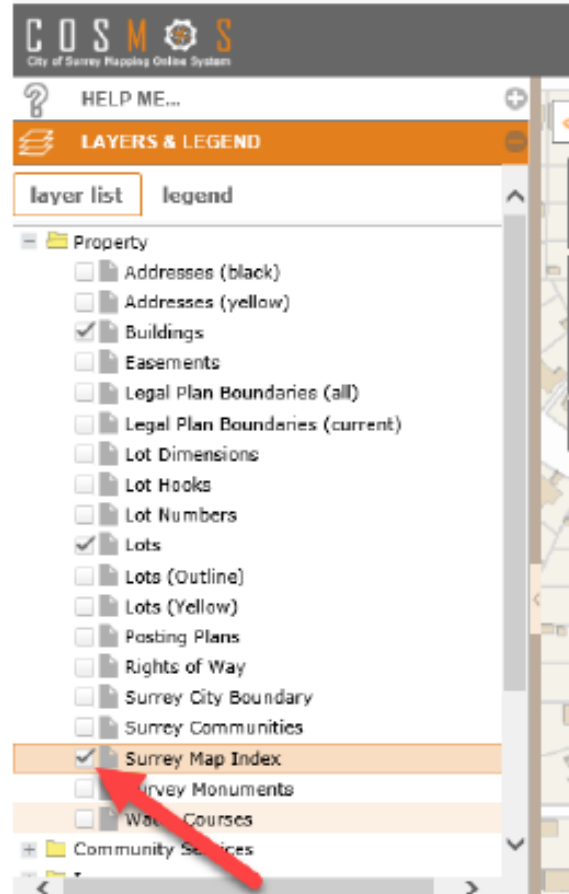 COSMOS
City of Surrey Mapping Online System
HELP ME...
LAYERS & LEGEND
layer list legend
Property
Addresses (black)
Addresses (yellow)
Buildings
Easements
Legal Plan Boundaries (all)
Legal Plan Boundaries (current)
Lot Dimensions
Lot Hooks
Lot Numbers
Lots
Lots (Outline)
Lots (Yellow)
Posting Plans
Rights of Way
Surrey City Boundary
Surrey Communities
Surrey Map Index
Monuments
Courses
Community